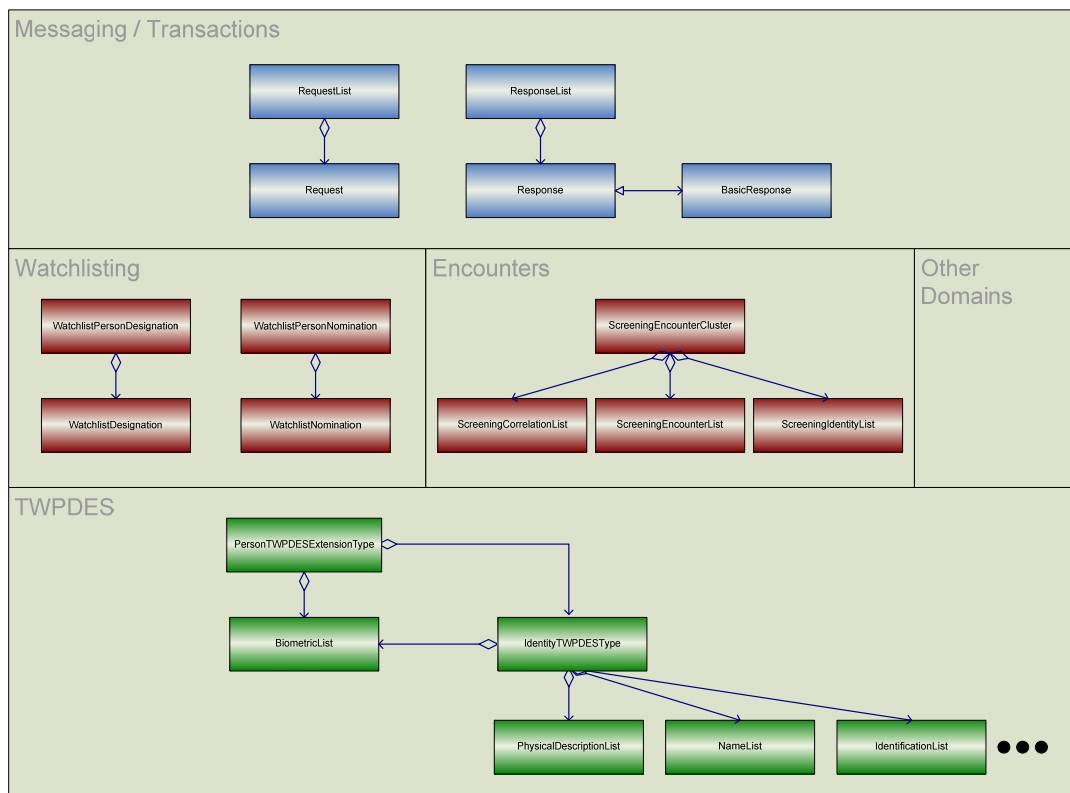 Messaging / Transactions
RequestList
ResponseList
Request
Response
BasicResponse
Watchlisting
Encounters
Other
Domains
WatchlistPersonDesignation
WatchlistPersonNomination
ScreeningEncounterCluster
WatchlistDesignation
WatchlistNomination
ScreeningCorrelationList
ScreeningEncounterList
ScreeningIdentityList
TWPDES
PersonTWPDESExtensionType
BiometricList
IdentityTWPDESType
PhysicalDescriptionList
NameList
IdentificationList